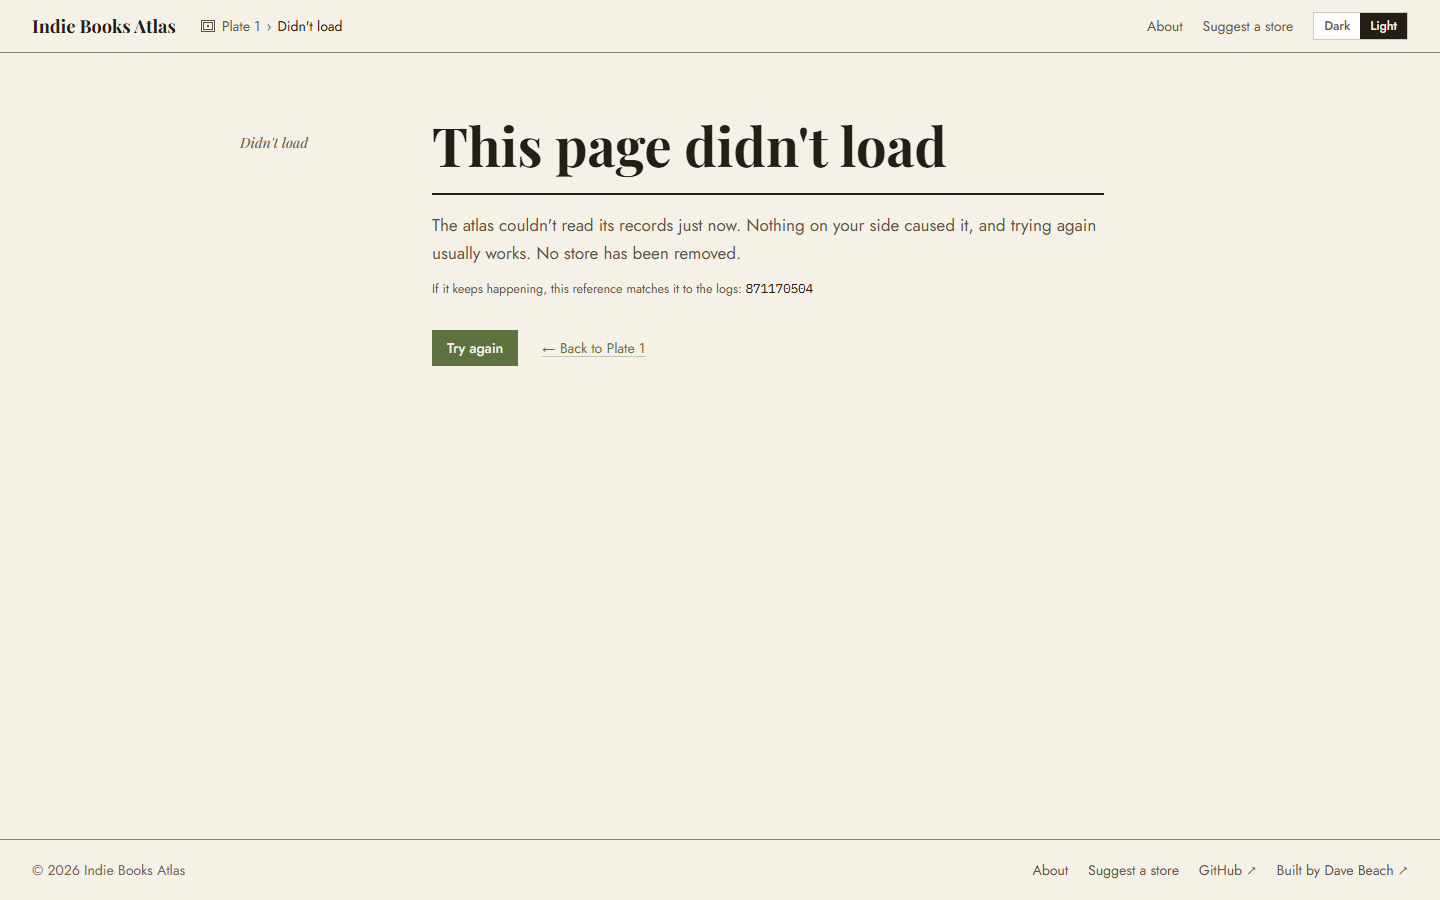 Indie Books Atlas
Plate 1 › Didn't load
About
Suggest a store
Dark
Light
Didn't load
This page didn't load
The atlas couldn't read its records just now. Nothing on your side caused it, and trying again
usually works. No store has been removed.
If it keeps happening, this reference matches it to the logs: 871170504
Try again
← Back to Plate 1
© 2026 Indie Books Atlas
About
Suggest a store
GitHub ↗
Built by Dave Beach ↗